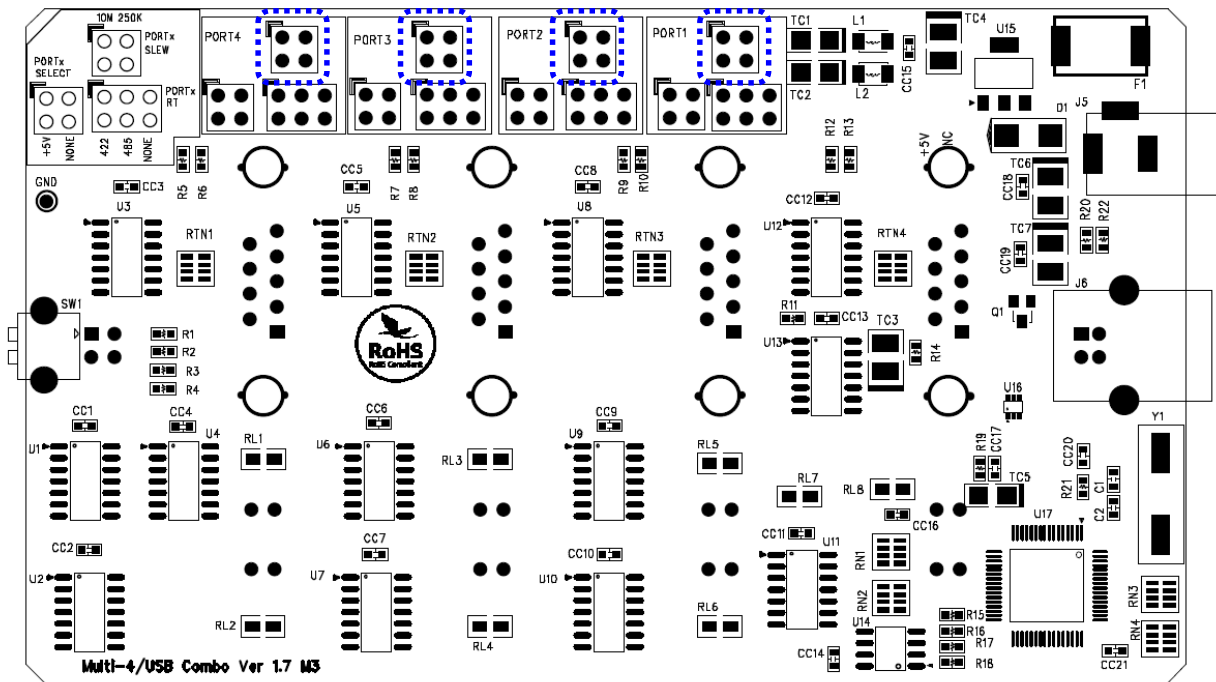 10M 250K
PORTx
SLEW
PORTx
SELECT
PORTx
RT
+5V
NONE
422
485
NONE
PORT4
PORT3
PORT2
PORT1
TC1
L1
TC2
L2
CC15
TC4
U15
F1
J5
D1
R5
R6
R7
R8
R9
R10
R12
R13
+5V
NC
GND
CC3
CC5
CC8
CC12
TC6
CC18
R20
R22
U3
U5
U8
U12
RTN1
RTN2
RTN3
RTN4
TC7
CC19
J6
SW1
R1
R2
R3
R4
RoHS
RoHS Compliant
R11
CC13
TC3
U13
R14
Q1
U16
CC1
CC4
CC6
CC9
Y1
U1
U4
RL1
U6
RL3
U9
RL5
RL7
RL8
R19
CC17
CC20
TC5
R21
C1
C2
CC16
U17
CC2
CC7
CC10
CC11
U11
RN1
U2
U7
U10
RN2
RN3
RL2
RL4
RL6
U14
R15
R16
R17
R18
RN4
CC14
CC21
Multi-4/USB Combo Ver 1.7 M3